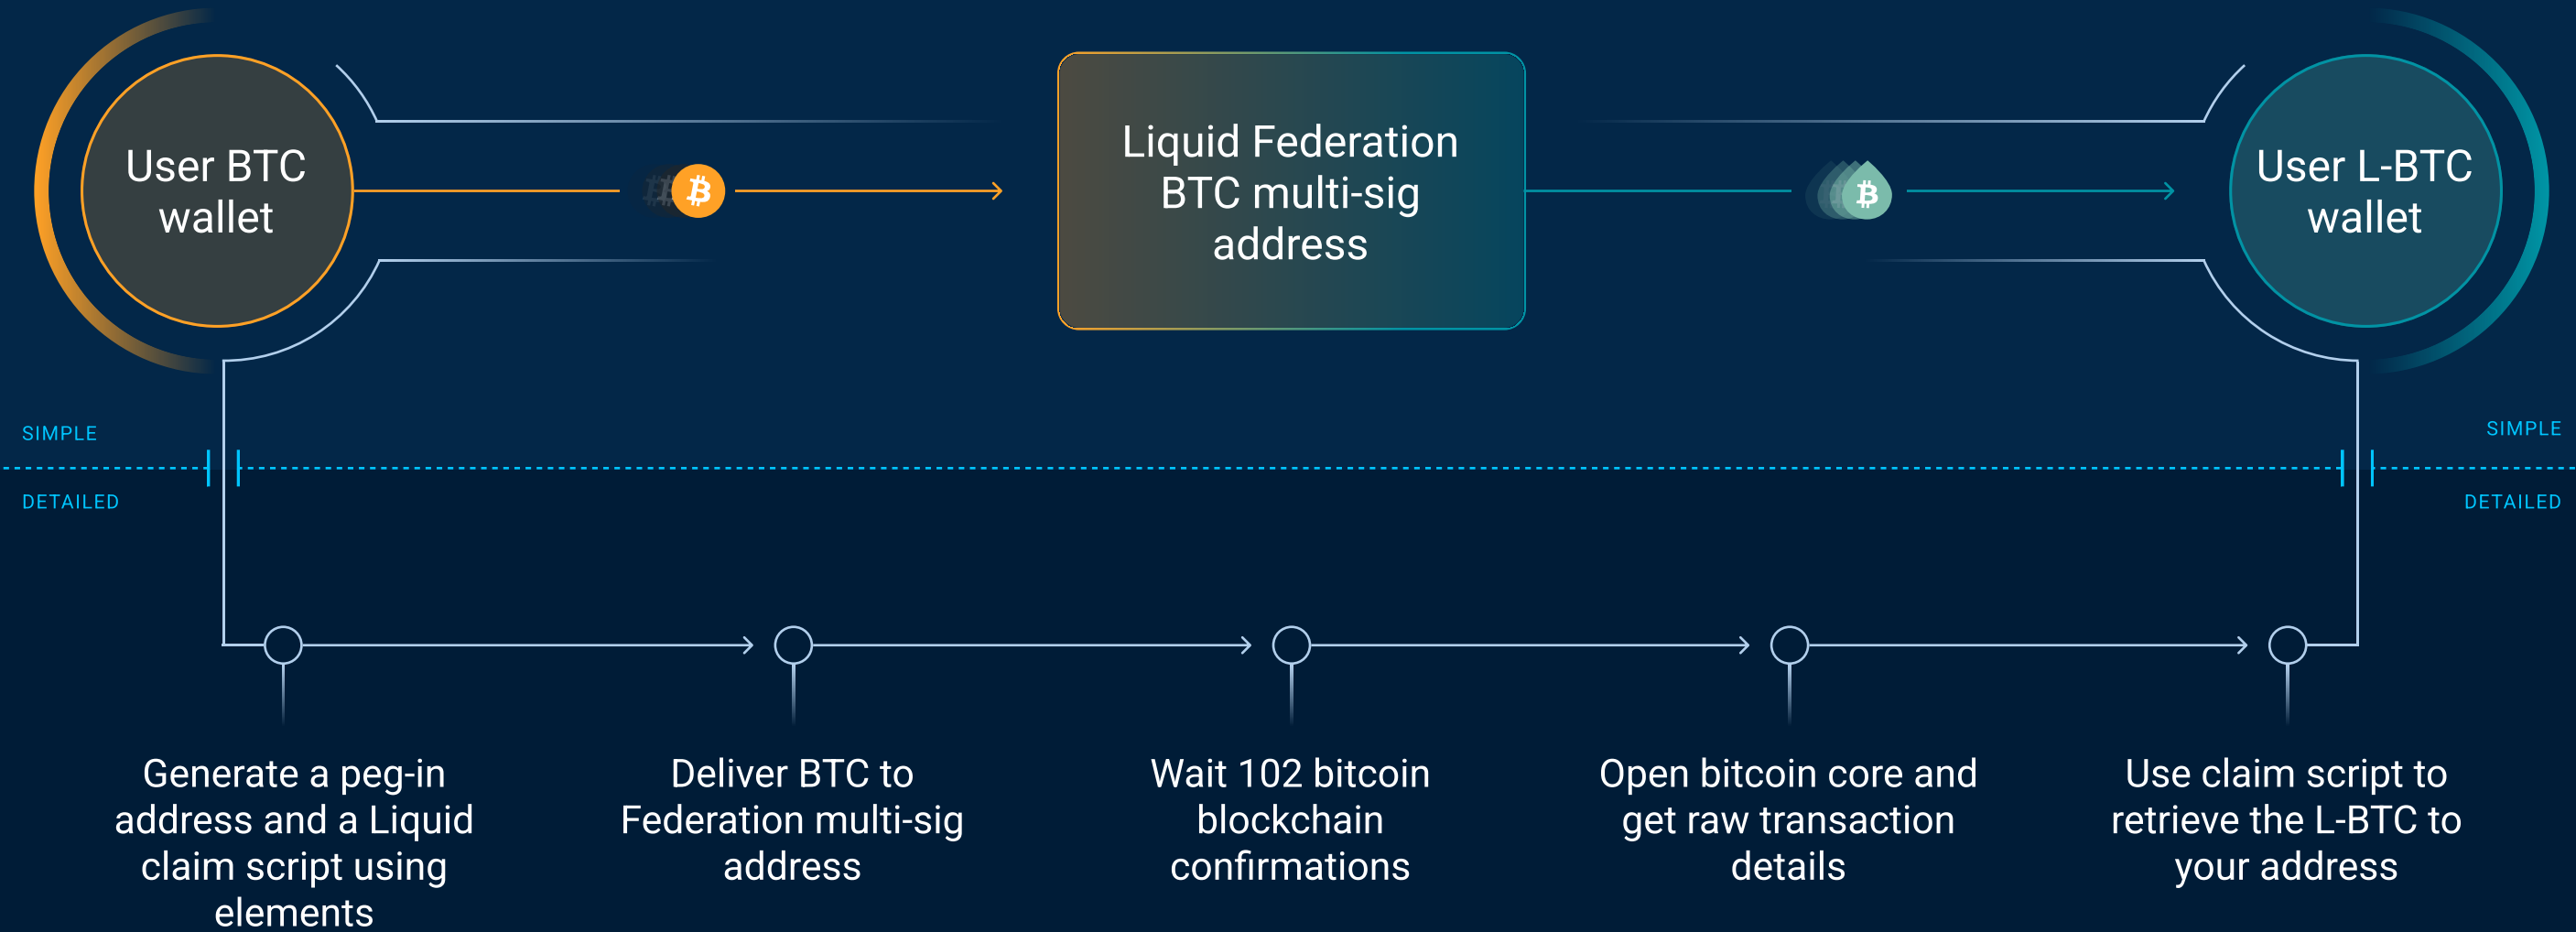 User BTC
wallet
Liquid Federation
BTC multi-sig
address
User L-BTC
wallet
SIMPLE
SIMPLE
DETAILED
DETAILED
Generate a peg-in
address and a Liquid
claim script using
elements
Deliver BTC to
Federation multi-sig
address
Wait 102 bitcoin
blockchain
confirmations
Open bitcoin core and
get raw transaction
details
Use claim script to
retrieve the L-BTC to
your address